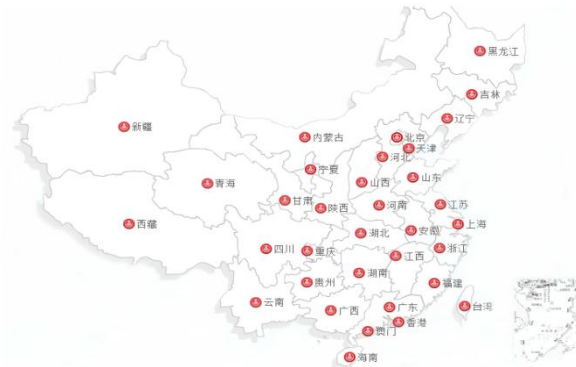 黑龙江
吉林
辽宁
新疆
内蒙古
北京
天津
河北
宁夏
山西
山东
青海
甘肃
陕西
河南
江苏
西藏
上海
湖北
安徽
四川
重庆
江西
浙江
湖南
贵州
福建
云南
广西
广东
台湾
香港
澳门
海南